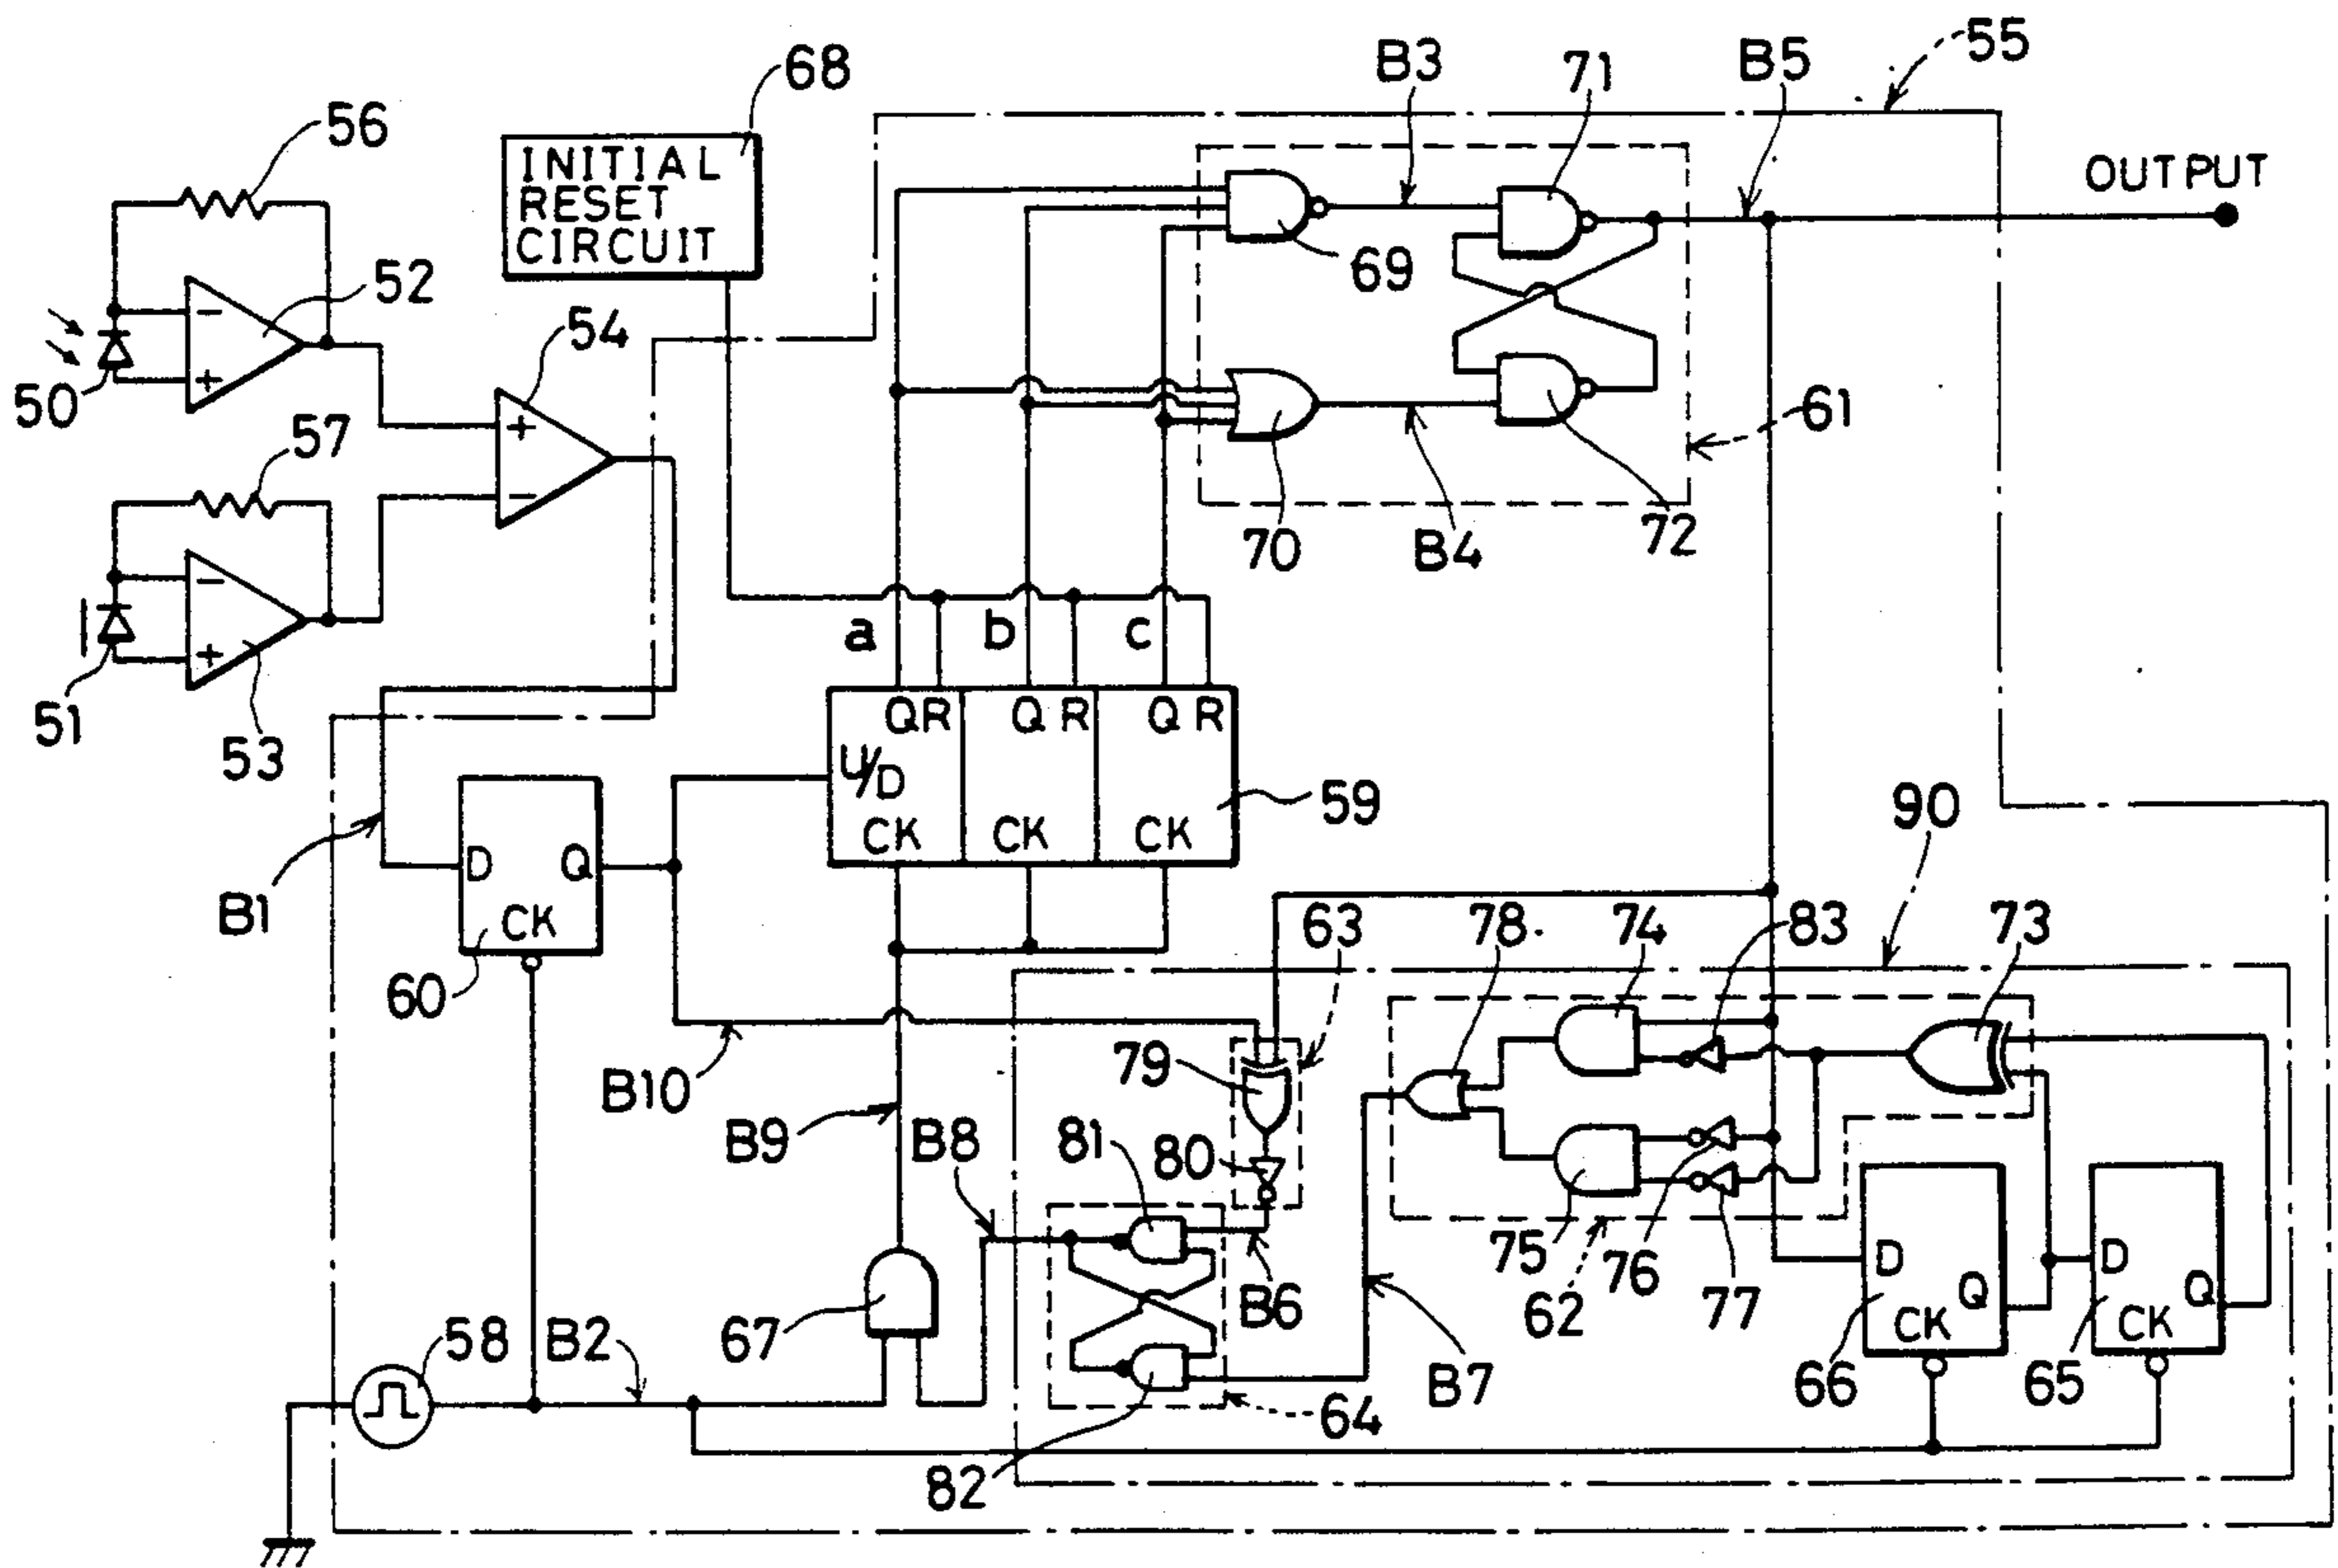 55
68
B3
71
B5
56
INITIAL
RESET
CIRCUIT
OUTPUT
52
69
54
50
57
61
70
B4
72
a
b
c
51
53
Q R
Q R
Q R
U/D
CK
CK
CK
59
90
D
Q
CK
B1
60
63
78
74
83
73
79
B10
B9
B8
81
80
75
62
76
77
D
Q
CK
D
Q
CK
B6
67
58
B2
66
65
B7
64
82